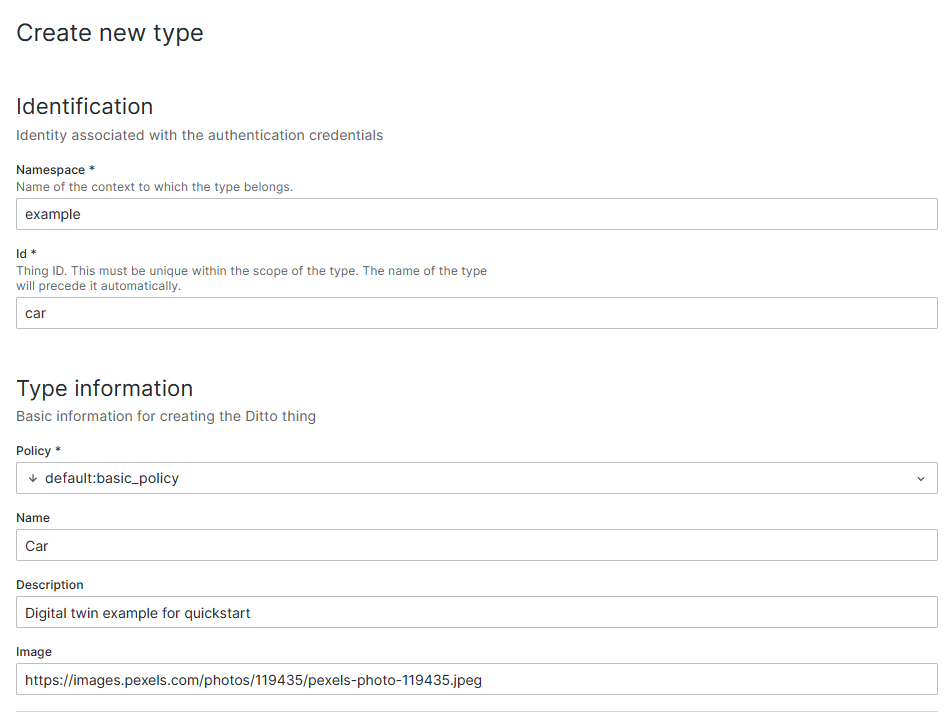 Create new type
Identification
Identity associated with the authentication credentials
Namespace *
Name of the context to which the type belongs.
example
Id *
Thing ID. This must be unique within the scope of the type. The name of the type
will precede it automatically.
car
Type information
Basic information for creating the Ditto thing
Policy *
default:basic_policy
Name
Car
Description
Digital twin example for quickstart
Image
https://images.pexels.com/photos/119435/pexels-photo-119435.jpeg